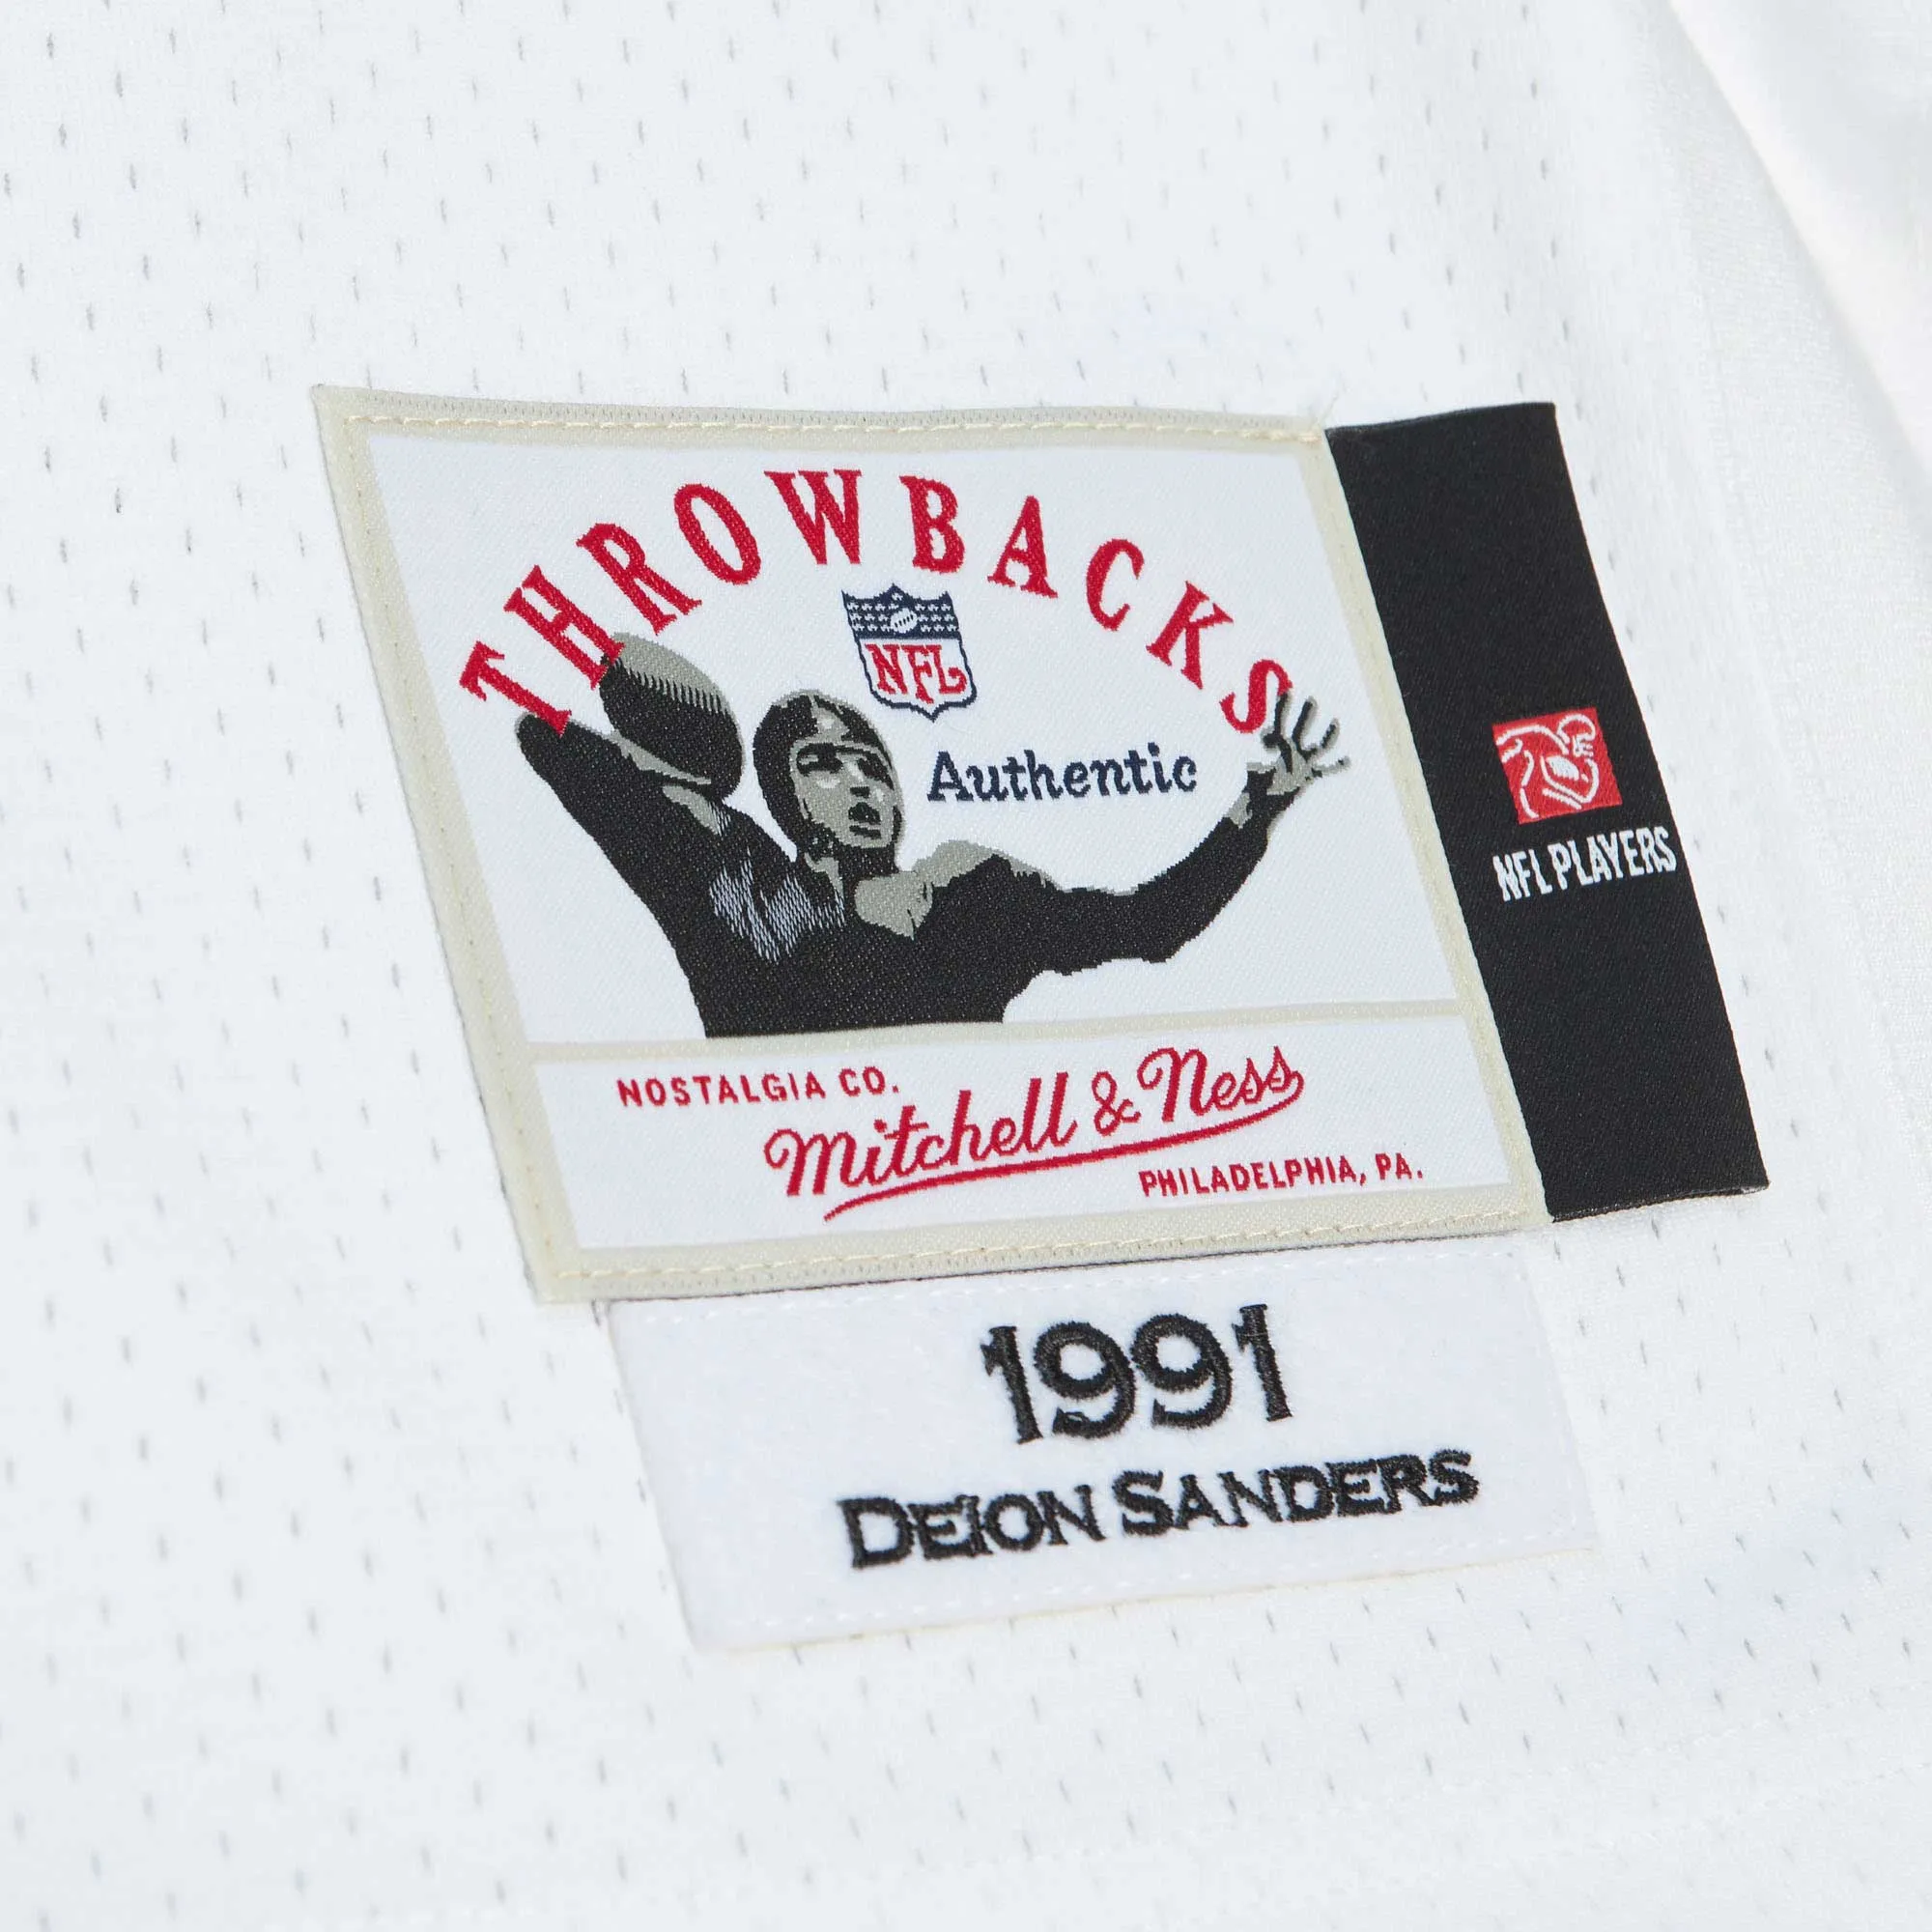 THROWBACKS
NFL
Authentic
NFL PLAYERS
NOSTALGIA CO.
Mitchell & Ness
PHILADELPHIA, PA.
1991
DEION SANDERS